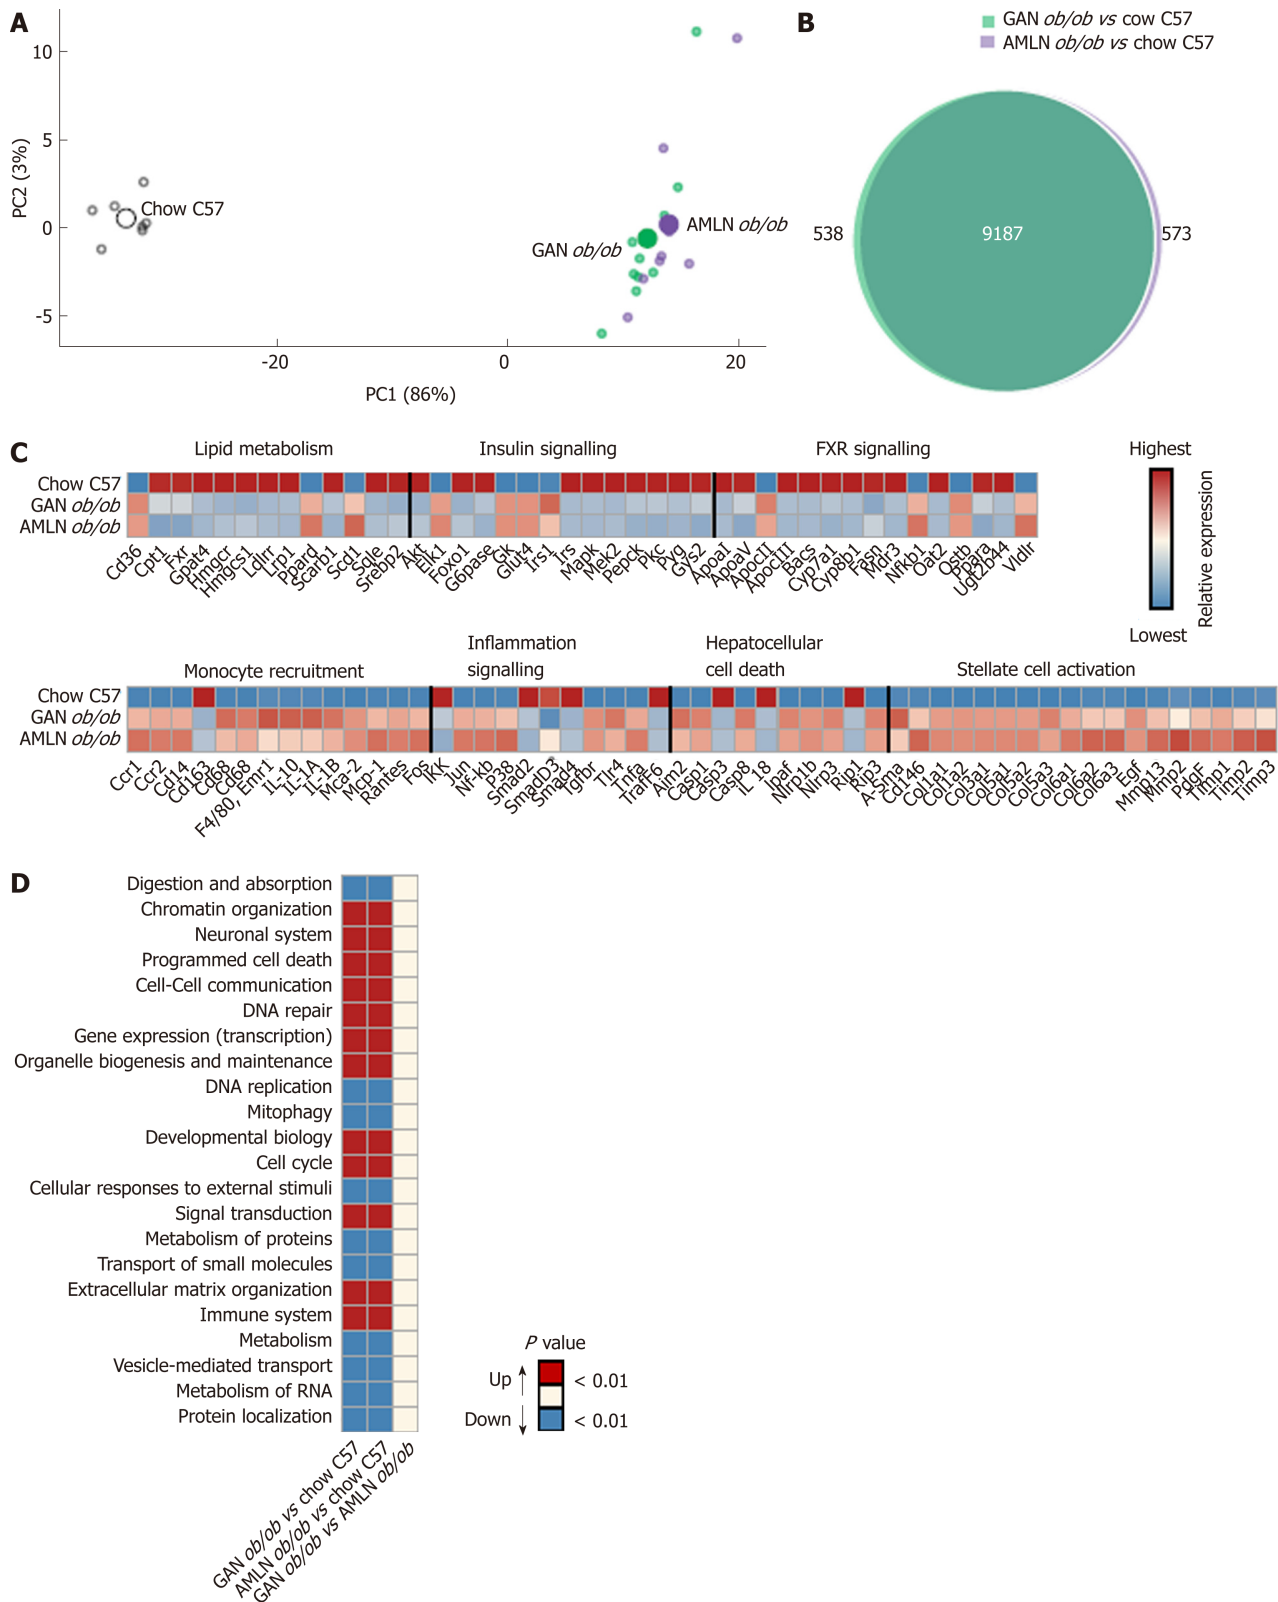 A
10
5
0
-5
PC2 (3%)
Chow C57
GAN ob/ob
AMLN ob/ob
-20
0
20
PC1 (86%)
B
GAN ob/ob vs cow C57
AMLN ob/ob vs chow C57
538
9187
573
C
Lipid metabolism
Insulin signalling
FXR signalling
Highest
Chow C57
GAN ob/ob
AMLN ob/ob
Cd36
Cpt1
Fxr
Gpat4
Hmgcr
Hmgcs1
Ldlrr
Lrp1
Ppard
Scarb1
Scd1
Sqle
Srebp2
Akt
Elk1
Foxo1
G6pase
Gk
Glut4
Irs1
Irs
Mapk
Mek2
Pepck
Pkc
Pyg
Gys2
ApoaI
ApoaV
ApocII
ApocIII
Bacs
Cyp7a1
Cyp8b1
Fasn
Mdr3
Nfkb1
Oat2
Ostb
Ppara
Ugt2b44
Vldlr
Relative expression
Lowest
Monocyte recruitment
Inflammation
signalling
Hepatocellular
cell death
Stellate cell activation
Chow C57
GAN ob/ob
AMLN ob/ob
Ccr1
Ccr2
Cd14
Cd163
Cd68
Cd68
F4/80, Emr1
IL-10
IL-1A
IL-1B
Mca-2
Mcp-1
Rantes
Fos
IKK
Jun
Nf-kb
P38
Smad2
SmadD3
Smad4
Tgfbr
Tlr4
Tnfa
TrafF6
Aim2
Casp1
Casp3
Casp8
IL 18
Ipaf
Nlrp1b
Nlrp3
Rip1
Rip3
A-Sma
Cd146
Col1a1
Col1a2
Col3a1
Col5a1
Col5a2
Col5a3
Col6a1
Col6a2
Col6a3
Egf
Mmp13
Mmp2
PdgF
Timp1
Timp2
Timp3
D
Digestion and absorption
Chromatin organization
Neuronal system
Programmed cell death
Cell-Cell communication
DNA repair
Gene expression (transcription)
Organelle biogenesis and maintenance
DNA replication
Mitophagy
Developmental biology
Cell cycle
Cellular responses to external stimuli
Signal transduction
Metabolism of proteins
Transport of small molecules
Extracellular matrix organization
Immune system
Metabolism
Vesicle-mediated transport
Metabolism of RNA
Protein localization
P value
Up
< 0.01
Down
< 0.01
GAN ob/ob vs chow C57
AMLN ob/ob vs chow C57
GAN ob/ob vs AMLN ob/ob